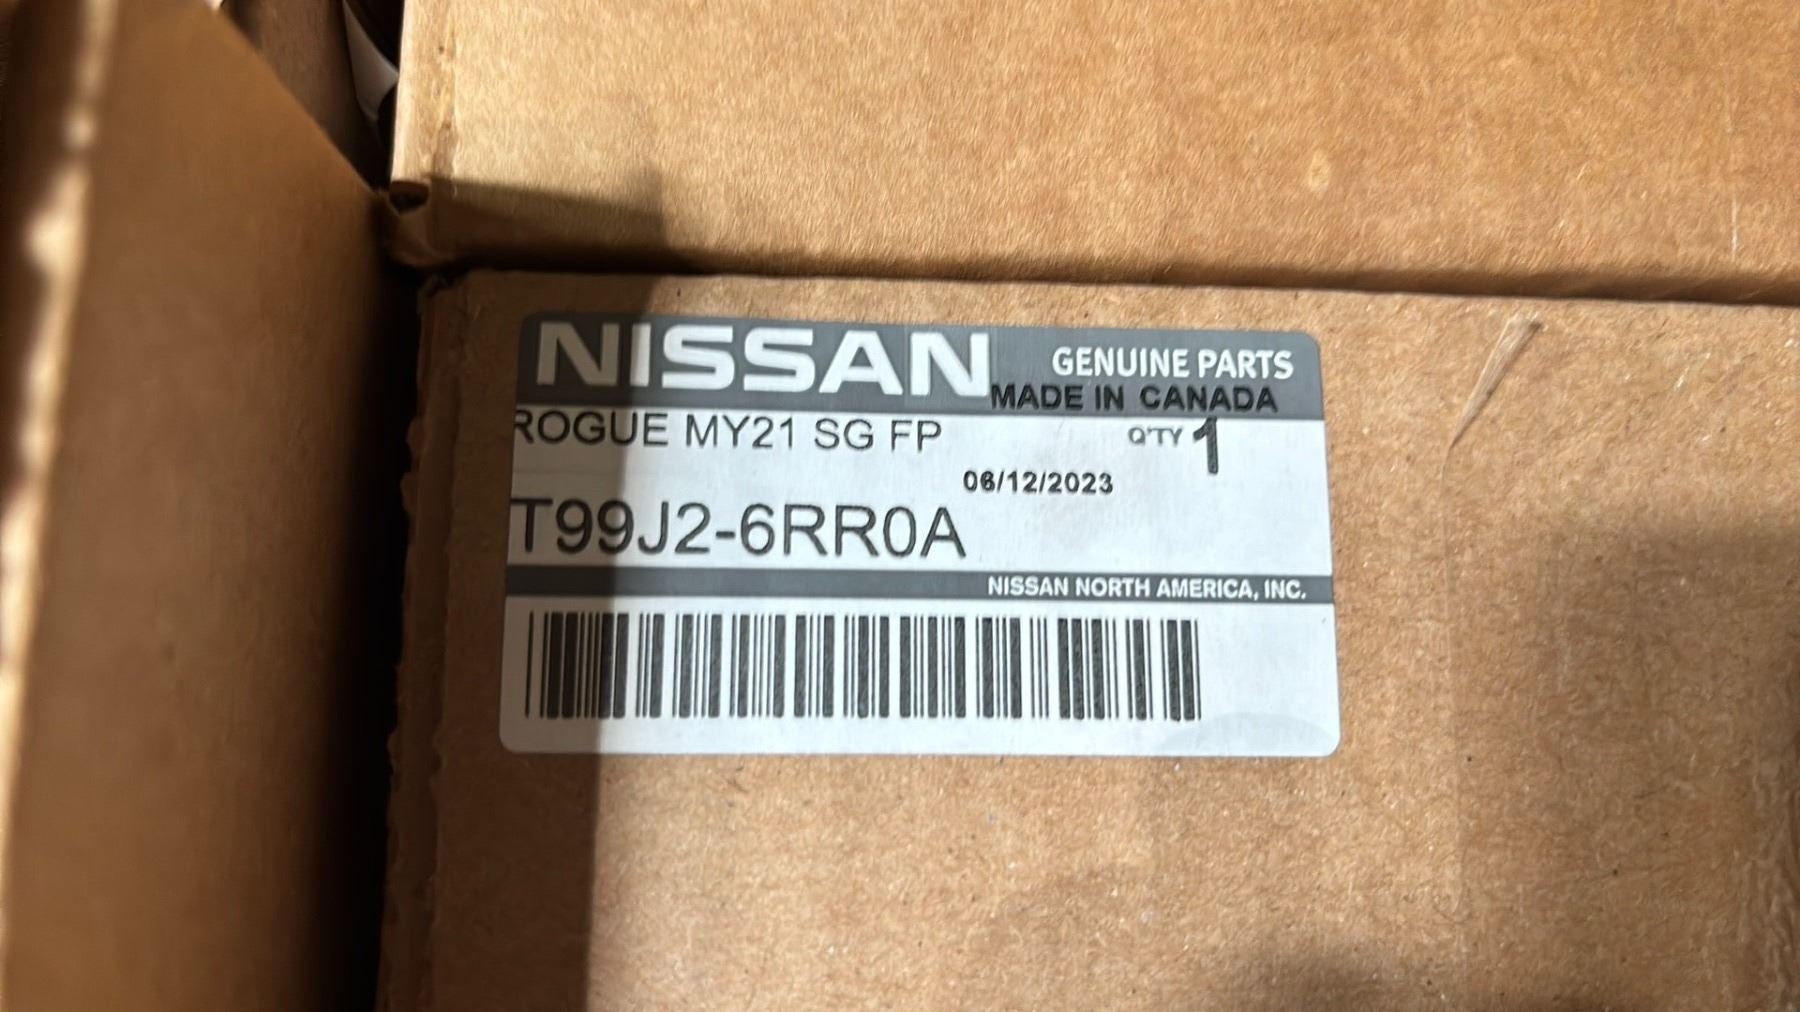 NISSAN GENUINE PARTS
MADE IN CANADA
ROGUE MY21 SG FP Q'TY 1
06/12/2023
T99J2-6RR0A
NISSAN NORTH AMERICA, INC.